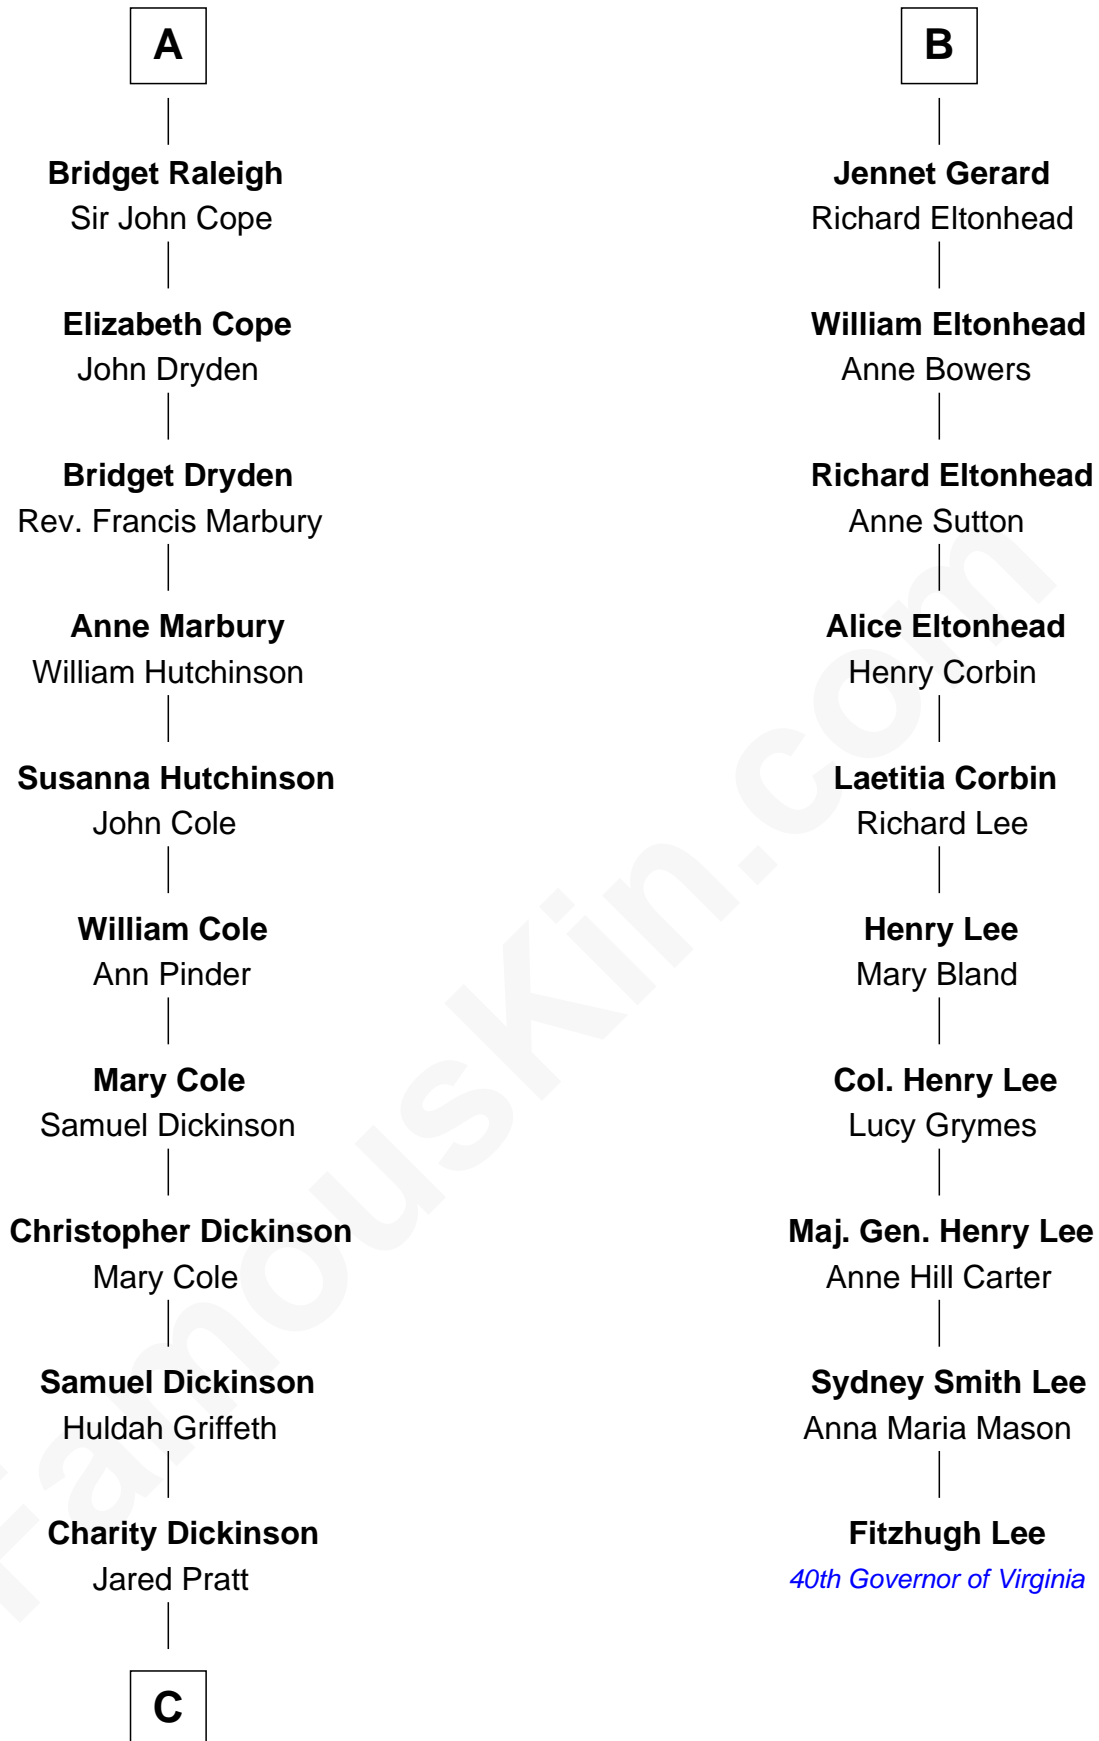 A
Bridget Raleigh
Sir John Cope
Elizabeth Cope
John Dryden
Bridget Dryden
Rev. Francis Marbury
Anne Marbury
William Hutchinson
Susanna Hutchinson
John Cole
William Cole
Ann Pinder
Mary Cole
Samuel Dickinson
Christopher Dickinson
Mary Cole
Samuel Dickinson
Huldah Griffeth
Charity Dickinson
Jared Pratt
C
B
Jennet Gerard
Richard Eltonhead
William Eltonhead
Anne Bowers
Richard Eltonhead
Anne Sutton
Alice Eltonhead
Henry Corbin
Laetitia Corbin
Richard Lee
Henry Lee
Mary Bland
Col. Henry Lee
Lucy Grymes
Maj. Gen. Henry Lee
Anne Hill Carter
Sydney Smith Lee
Anna Maria Mason
Fitzhugh Lee
40th Governor of Virginia
FamousKin.com